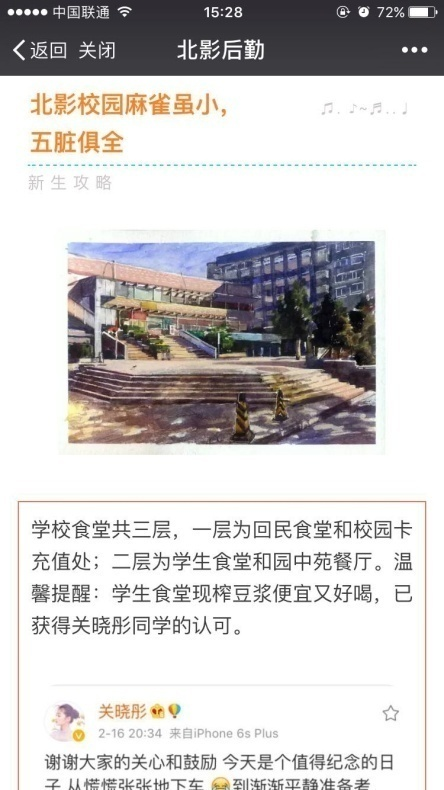 中国联通 15:28 72%
返回 关闭 北影后勤
北影校园麻雀虽小，
五脏俱全
新生攻略
学校食堂共三层，一层为回民食堂和校园卡
充值处；二层为学生食堂和园中苑餐厅。温
馨提醒：学生食堂现榨豆浆便宜又好喝，已
获得关晓彤同学的认可。
关晓彤
2-16 20:34 来自iPhone 6s Plus
谢谢大家的关心和鼓励 今天是个值得纪念的日
子 从慌慌张张地下车 😂到渐渐平静准备考